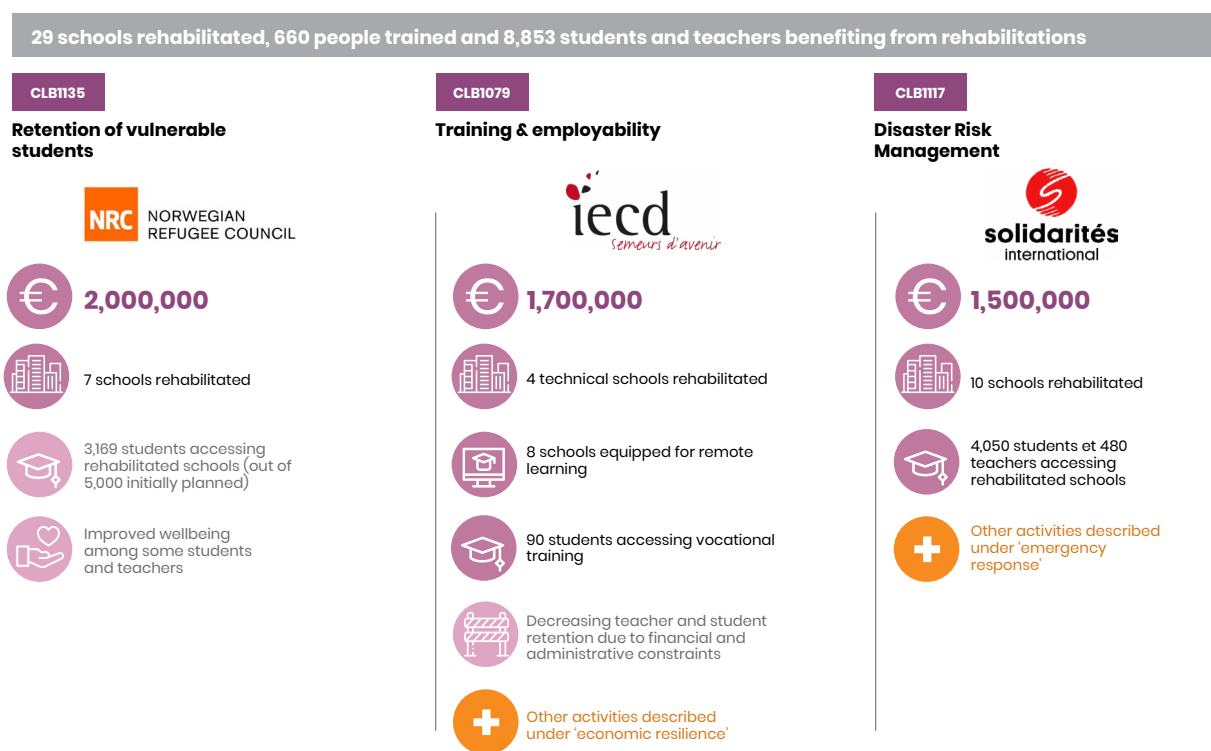 29 schools rehabilitated, 660 people trained and 8,853 students and teachers benefiting from rehabilitations
CLB1135
Retention of vulnerable
students
NRC
NORWEGIAN
REFUGEE COUNCIL
€
2,000,000
7 schools rehabilitated
3,169 students accessing
rehabilitated schools (out of
5,000 initially planned)
Improved wellbeing
among some students
and teachers
CLB1079
Training & employability
iecd
Semeurs d'avenir
€
1,700,000
4 technical schools rehabilitated
8 schools equipped for remote
learning
90 students accessing vocational
training
Decreasing teacher and student
retention due to financial and
administrative constraints
Other activities described
under ‘economic resilience’
CLB1117
Disaster Risk
Management
solidarités
international
€
1,500,000
10 schools rehabilitated
4,050 students et 480
teachers accessing
rehabilitated schools
Other activities described
under ‘emergency
response’